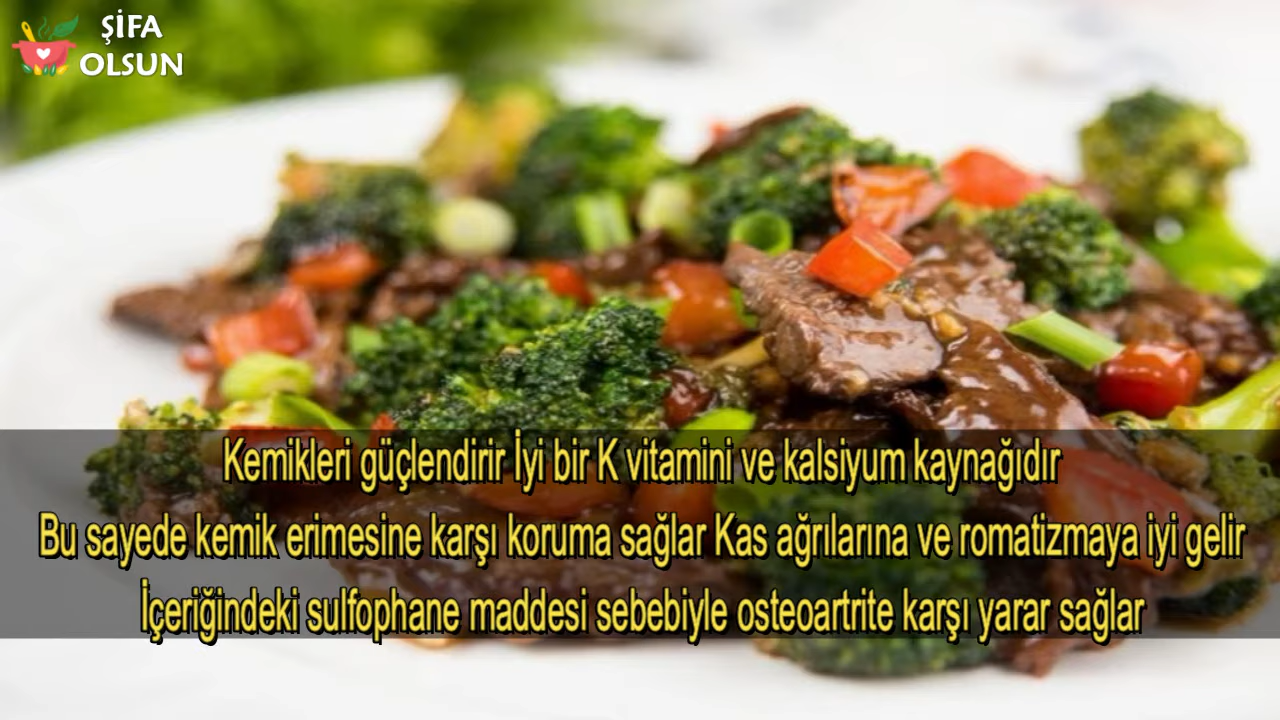 ŞİFA
OLSUN
Kemikleri güçlendirir İyi bir K vitamini ve kalsiyum kaynağıdır
Bu sayede kemik erimesine karşı koruma sağlar Kas ağrılarına ve romatizmaya iyi gelir
İçeriğindeki sulfophane maddesi sebebiyle osteoartrite karşı yarar sağlar